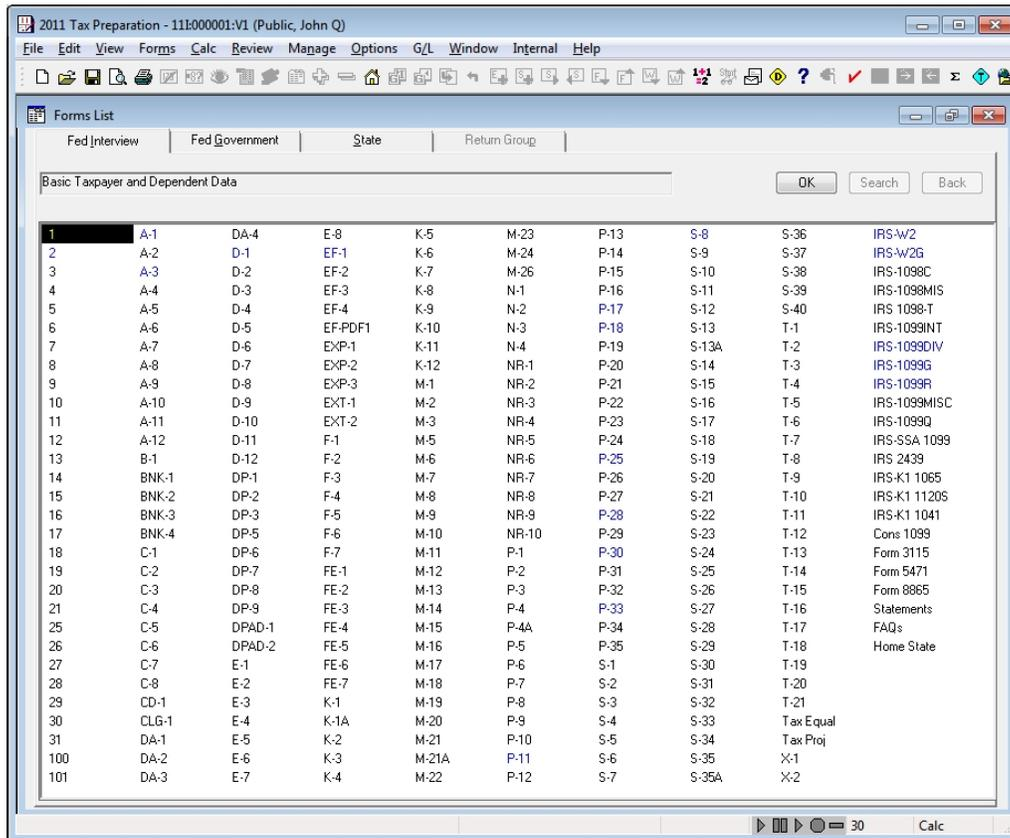 2011 Tax Preparation - 111:000001:V1 (Public, John Q)
File Edit View Forms Calc Review Manage Options G/L Window Internal Help
Forms List
Fed Interview Fed Government State Return Group
Basic Taxpayer and Dependent Data OK Search Back
1 A-1 DA-4 E-8 K-5 M-23 P-13 S-8 S-36 IRS-W2
2 A-2 D-1 EF-1 K-6 M-24 P-14 S-9 S-37 IRS-W2G
3 A-3 D-2 EF-2 K-7 M-26 P-15 S-10 S-38 IRS-1098C
4 A-4 D-3 EF-3 K-8 N-1 P-16 S-11 S-39 IRS-1098MIS
5 A-5 D-4 EF-4 K-9 N-2 P-17 S-12 S-40 IRS 1098-T
6 A-6 D-5 EF-PDF1 K-10 N-3 P-18 S-13 T-1 IRS-1099INT
7 A-7 D-6 EXP-1 K-11 N-4 P-19 S-13A T-2 IRS-1099DIV
8 A-8 D-7 EXP-2 K-12 NR-1 P-20 S-14 T-3 IRS-1099G
9 A-9 D-8 EXP-3 M-1 NR-2 P-21 S-15 T-4 IRS-1099R
10 A-10 D-9 EXT-1 M-2 NR-3 P-22 S-16 T-5 IRS-1099MISC
11 A-11 D-10 EXT-2 M-3 NR-4 P-23 S-17 T-6 IRS-1099Q
12 A-12 D-11 F-1 M-5 NR-5 P-24 S-18 T-7 IRS-SSA 1099
13 B-1 D-12 F-2 M-6 NR-6 P-25 S-19 T-8 IRS 2439
14 BNK-1 DP-1 F-3 M-7 NR-7 P-26 S-20 T-9 IRS-K1 1065
15 BNK-2 DP-2 F-4 M-8 NR-8 P-27 S-21 T-10 IRS-K1 1120S
16 BNK-3 DP-3 F-5 M-9 NR-9 P-28 S-22 T-11 IRS-K1 1041
17 BNK-4 DP-5 F-6 M-10 NR-10 P-29 S-23 T-12 Cons 1099
18 C-1 DP-6 F-7 M-11 P-1 P-30 S-24 T-13 Form 3115
19 C-2 DP-7 FE-1 M-12 P-2 P-31 S-25 T-14 Form 5471
20 C-3 DP-8 FE-2 M-13 P-3 P-32 S-26 T-15 Form 8865
21 C-4 DP-9 FE-3 M-14 P-4 P-33 S-27 T-16 Statements
25 C-5 DPAD-1 FE-4 M-15 P-4A P-34 S-28 T-17 FAQs
26 C-6 DPAD-2 FE-5 M-16 P-5 P-35 S-29 T-18 Home State
27 C-7 E-1 FE-6 M-17 P-6 S-1 S-30 T-19
28 C-8 E-2 FE-7 M-18 P-7 S-2 S-31 T-20
29 CD-1 E-3 K-1 M-19 P-8 S-3 S-32 T-21
30 CLG-1 E-4 K-1A M-20 P-9 S-4 S-33 Tax Equal
31 DA-1 E-5 K-2 M-21 P-10 S-5 S-34 Tax Proj
100 DA-2 E-6 K-3 M-21A P-11 S-6 S-35 X-1
101 DA-3 E-7 K-4 M-22 P-12 S-7 S-35A X-2
30 Calc